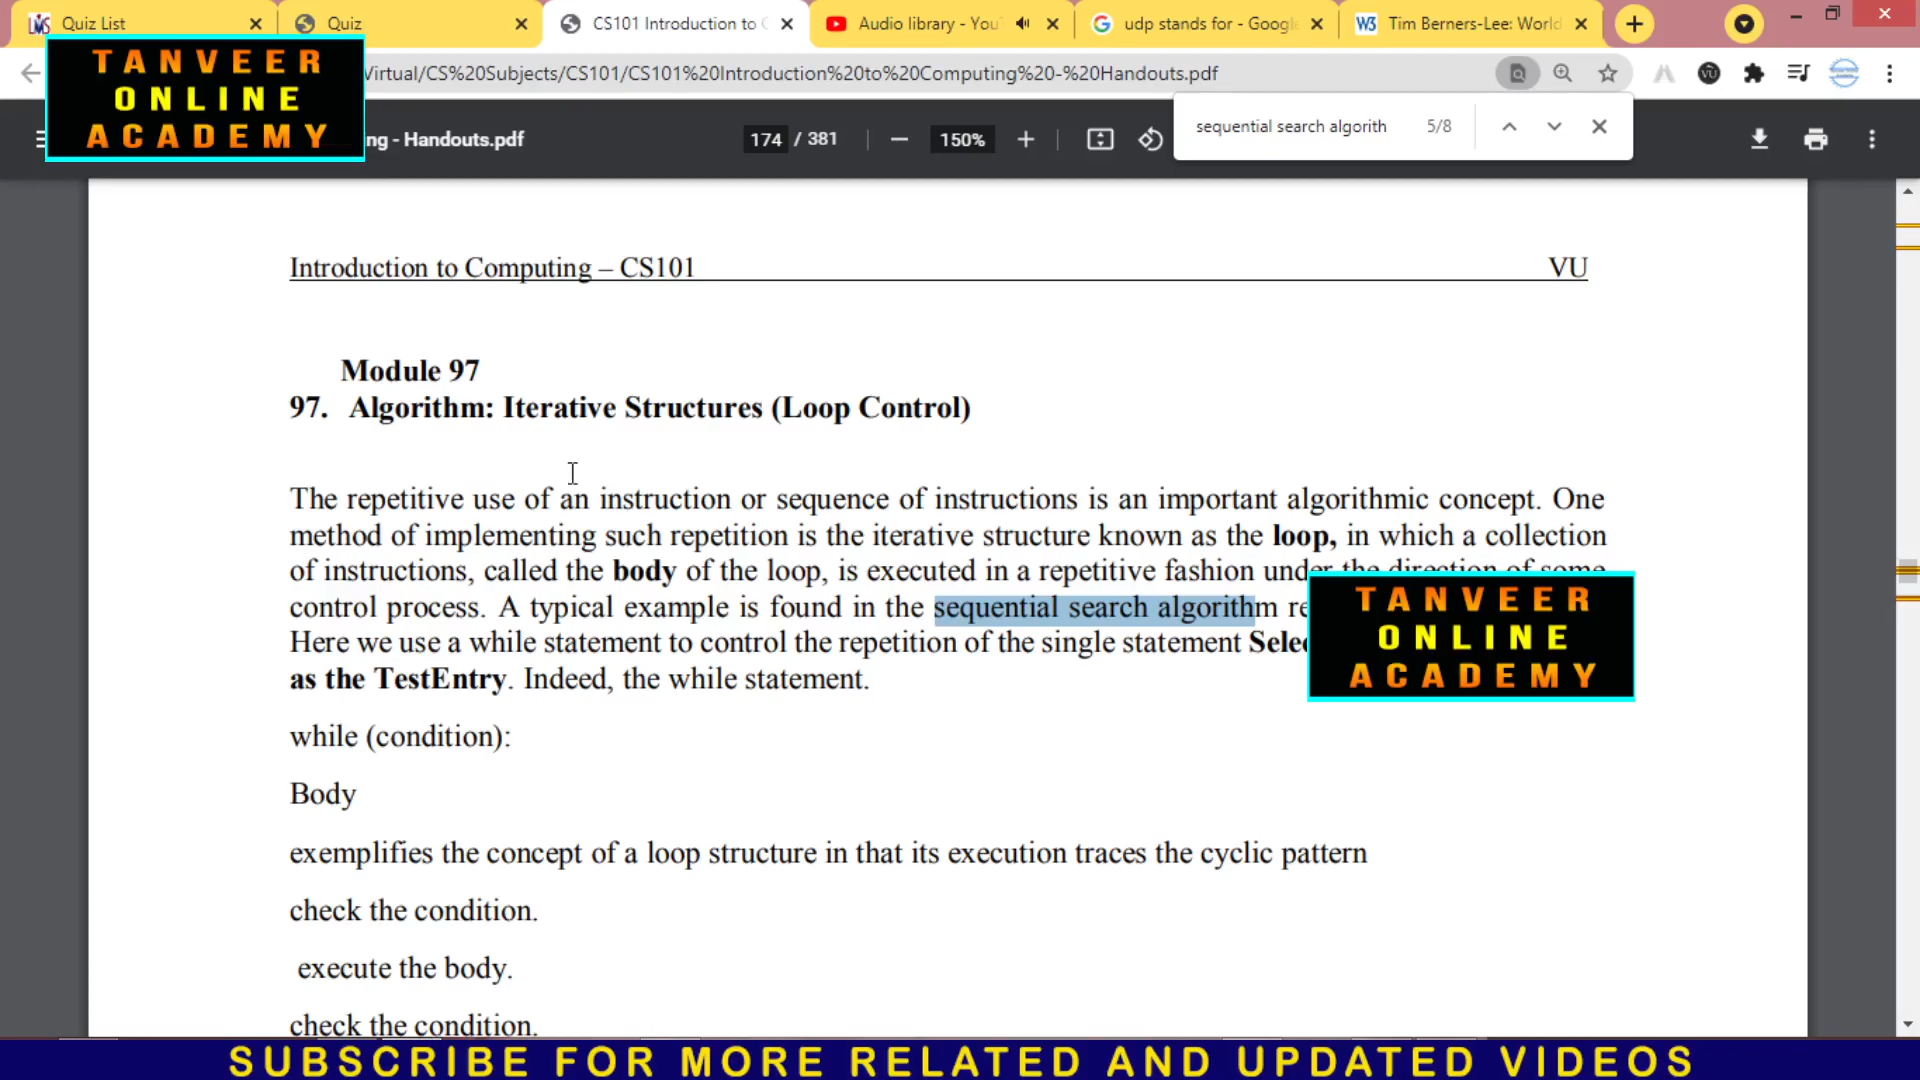 Quiz List
Quiz
CS101 Introduction to
Audio library - You
udp stands for - Google
Tim Berners-Lee: World
TANVEER
ONLINE
ACADEMY
Virtual/CS%20Subjects/CS101/CS101%20Introduction%20to%20Computing%20-%20Handouts.pdf
ng - Handouts.pdf
174 / 381
150%
sequential search algorith
5/8
Introduction to Computing – CS101 VU
Module 97
97. Algorithm: Iterative Structures (Loop Control)
The repetitive use of an instruction or sequence of instructions is an important algorithmic concept. One
method of implementing such repetition is the iterative structure known as the loop, in which a collection
of instructions, called the body of the loop, is executed in a repetitive fashion under the direction of some
control process. A typical example is found in the sequential search algorithm re
Here we use a while statement to control the repetition of the single statement Selec
as the TestEntry. Indeed, the while statement.
TANVEER
ONLINE
ACADEMY
while (condition):
Body
exemplifies the concept of a loop structure in that its execution traces the cyclic pattern
check the condition.
execute the body.
check the condition.
SUBSCRIBE FOR MORE RELATED AND UPDATED VIDEOS